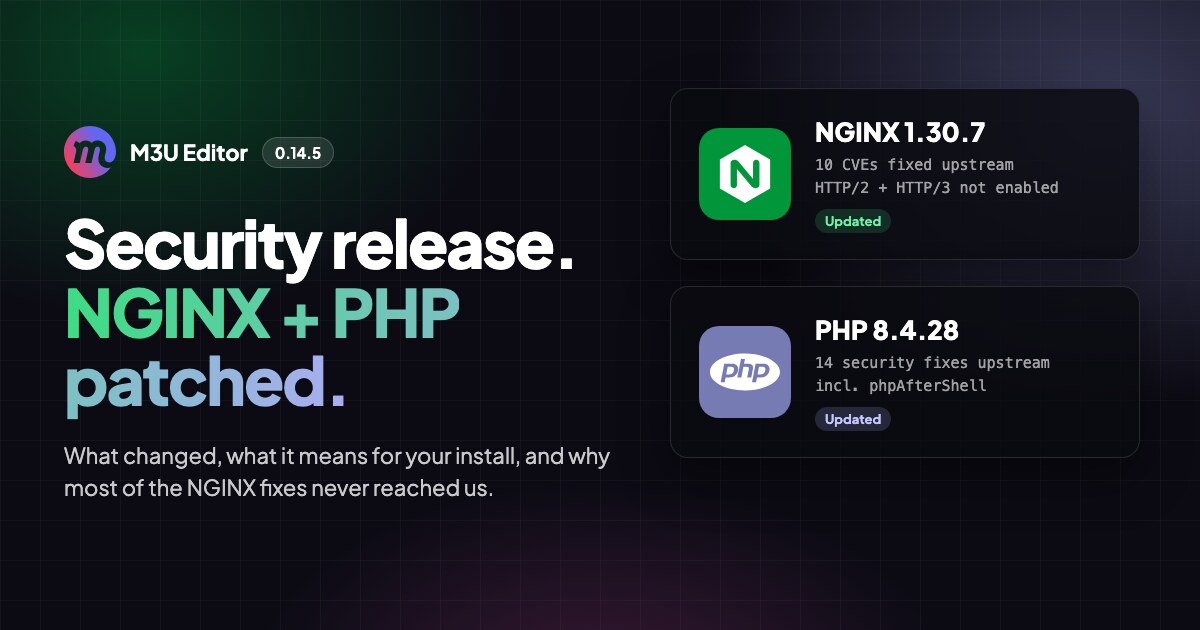 M3U Editor
0.14.5
Security release.
NGINX + PHP
patched.
What changed, what it means for your install, and why
most of the NGINX fixes never reached us.
NGINX 1.30.7
10 CVEs fixed upstream
HTTP/2 + HTTP/3 not enabled
Updated
php
PHP 8.4.28
14 security fixes upstream
incl. phpAfterShell
Updated